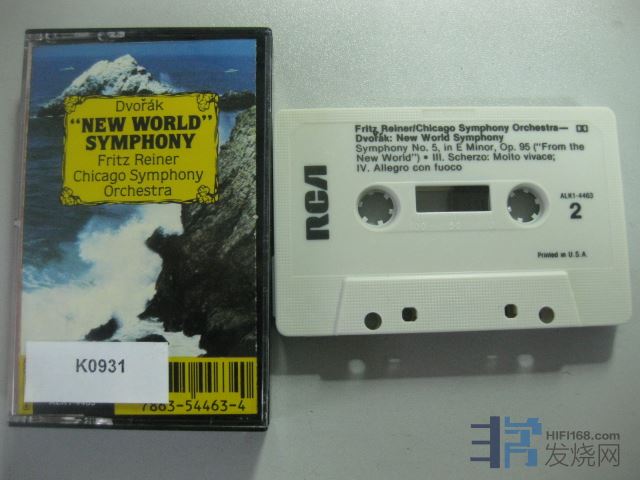 Dvořák
"NEW WORLD"
SYMPHONY
Fritz Reiner
Chicago Symphony
Orchestra
K0931
7863-54463-4
RCA
Fritz Reiner/Chicago Symphony Orchestra—
Dvořák: New World Symphony
Symphony No. 5, in E Minor, Op. 95 ("From the
New World") • III. Scherzo: Molto vivace;
IV. Allegro con fuoco
ALK1-4463
2
Printed in U.S.A.
100 50
HIFI168.com
发烧网